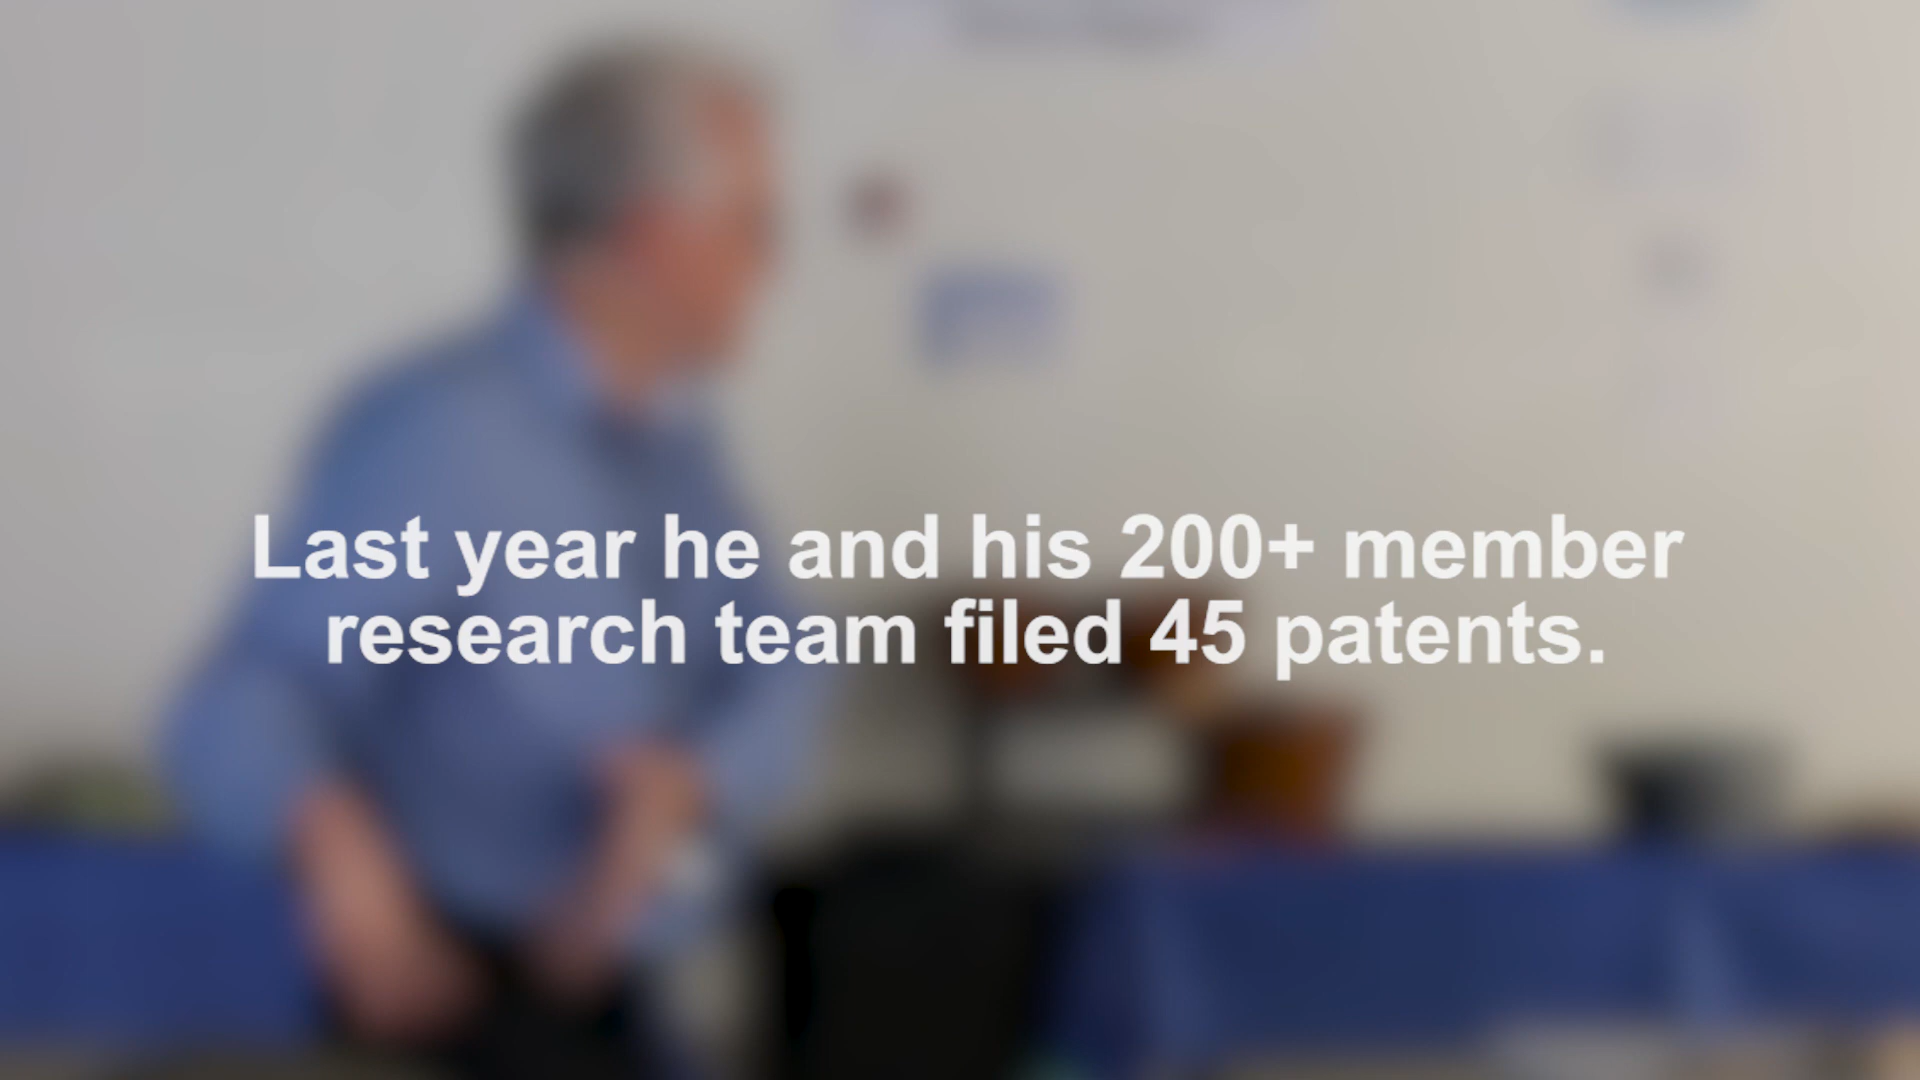 Last year he and his 200+ member
research team filed 45 patents.